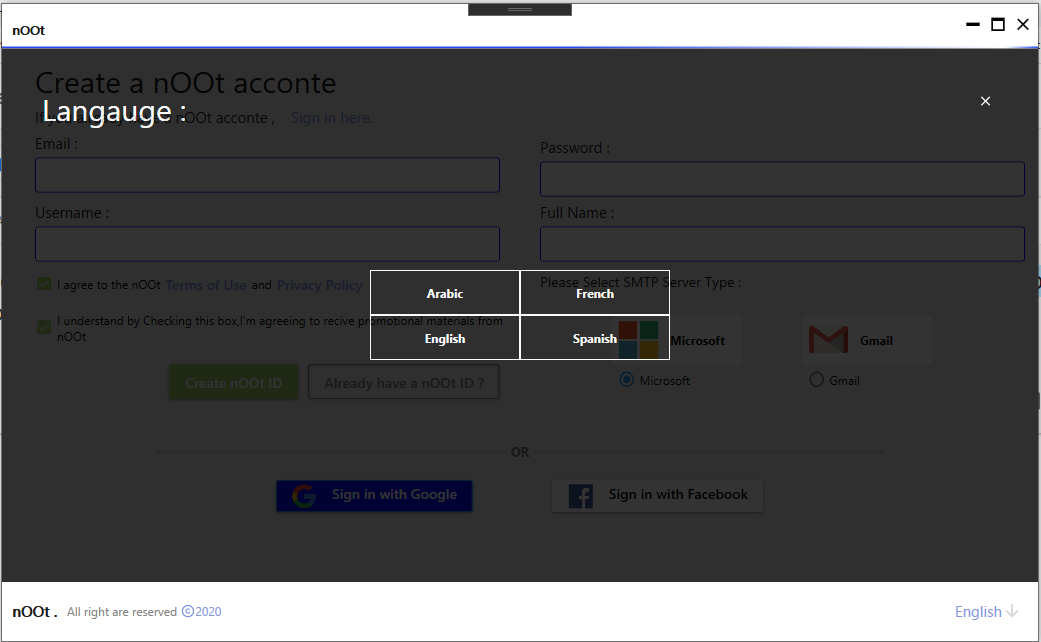 nOOt
Create a nOOt acconte
Langauge :
nOOt acconte , Sign in here.
Email :
Password :
Username :
Full Name :
I agree to the nOOt Terms of Use and Privacy Policy
Please Select SMTP Server Type :
Arabic
French
I understand by Checking this box,I'm agreeing to recive promotional materials from
nOOt
English
Spanish
Microsoft
Gmail
Microsoft
Gmail
Create nOOt ID
Already have a nOOt ID ?
OR
Sign in with Google
Sign in with Facebook
nOOt .
All right are reserved ©2020
English